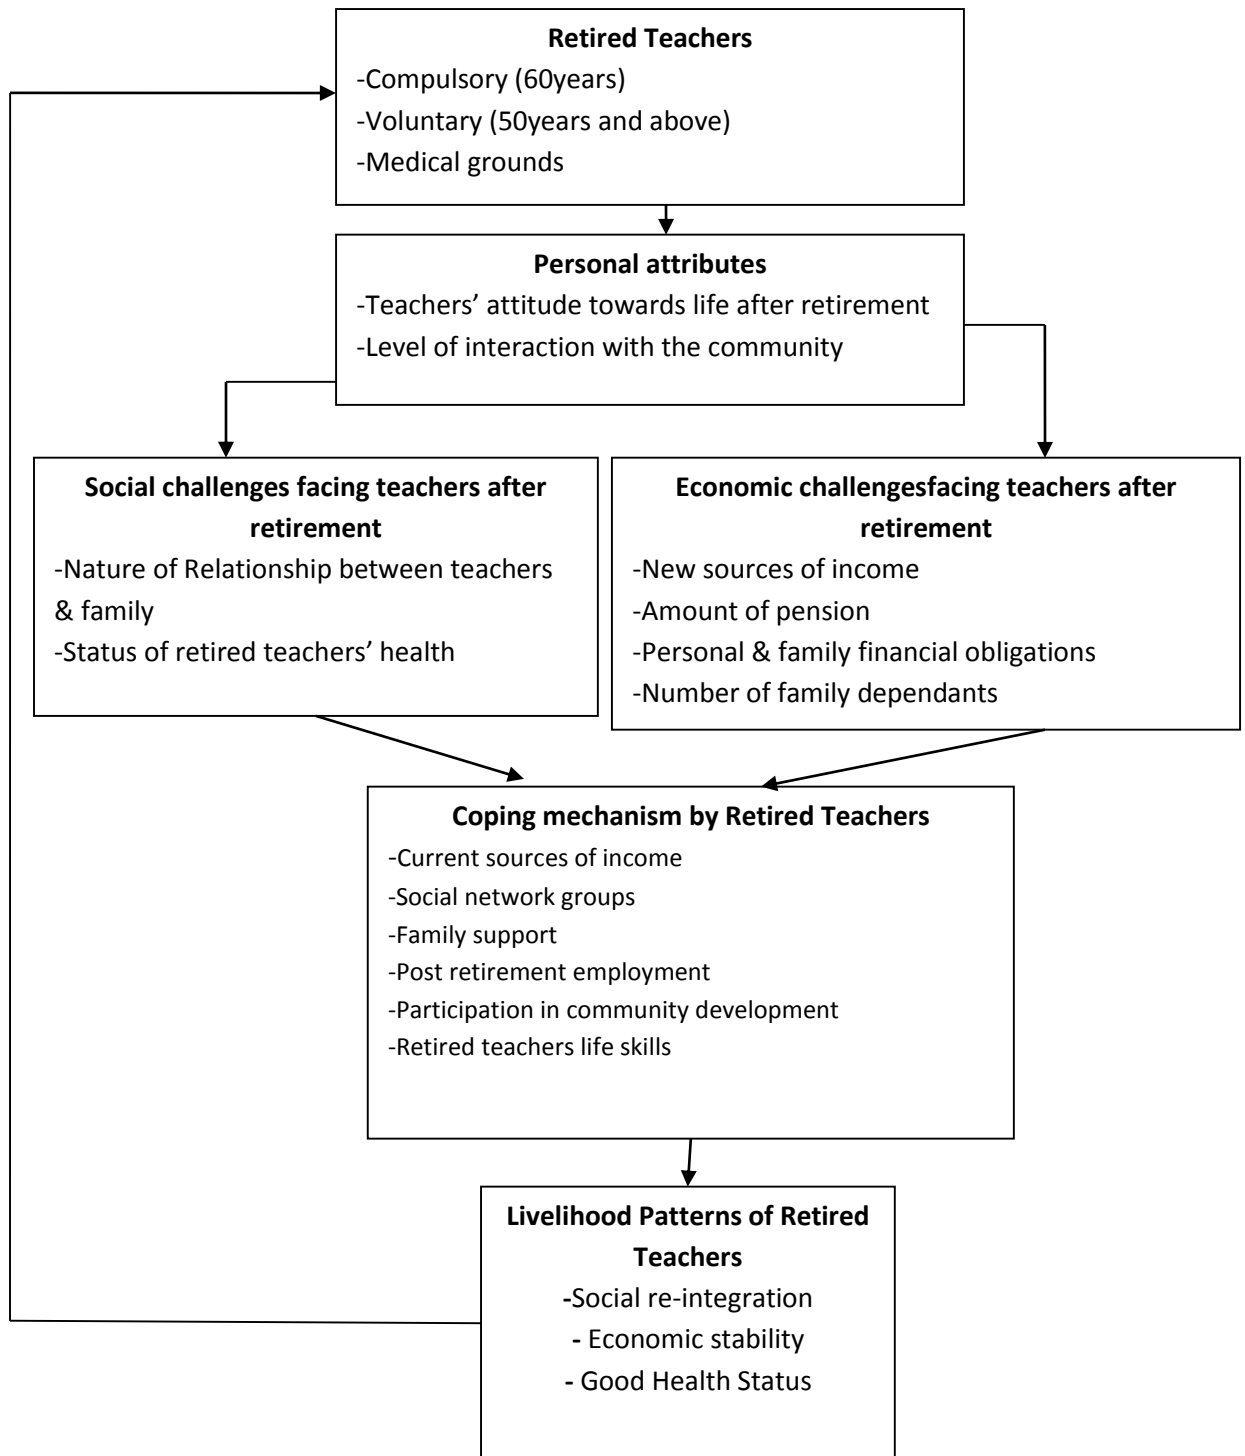 Retired Teachers
-Compulsory (60years)
-Voluntary (50years and above)
-Medical grounds
Personal attributes
-Teachers’ attitude towards life after retirement
-Level of interaction with the community
Social challenges facing teachers after
retirement
-Nature of Relationship between teachers
& family
-Status of retired teachers’ health
Economic challengesfacing teachers after
retirement
-New sources of income
-Amount of pension
-Personal & family financial obligations
-Number of family dependants
Coping mechanism by Retired Teachers
-Current sources of income
-Social network groups
-Family support
-Post retirement employment
-Participation in community development
-Retired teachers life skills
Livelihood Patterns of Retired
Teachers
-Social re-integration
- Economic stability
- Good Health Status